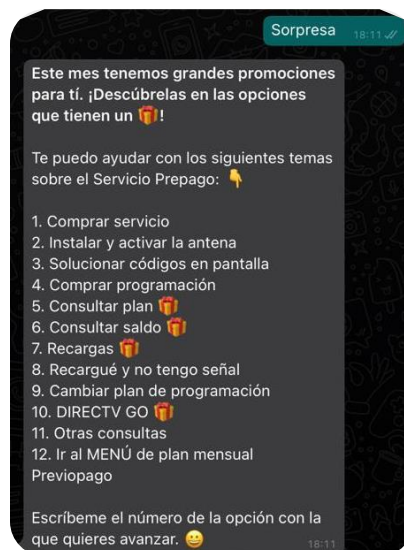 Sorpresa 18:11
Este mes tenemos grandes promociones
para tí. ¡Descúbrelas en las opciones
que tienen un 🎁!
Te puedo ayudar con los siguientes temas
sobre el Servicio Prepago: 👇
1. Comprar servicio
2. Instalar y activar la antena
3. Solucionar códigos en pantalla
4. Comprar programación
5. Consultar plan 🎁
6. Consultar saldo 🎁
7. Recargas 🎁
8. Recargué y no tengo señal
9. Cambiar plan de programación
10. DIRECTV GO 🎁
11. Otras consultas
12. Ir al MENÚ de plan mensual
Previopago
Escríbeme el número de la opción con la
que quieres avanzar. 😀 18:11